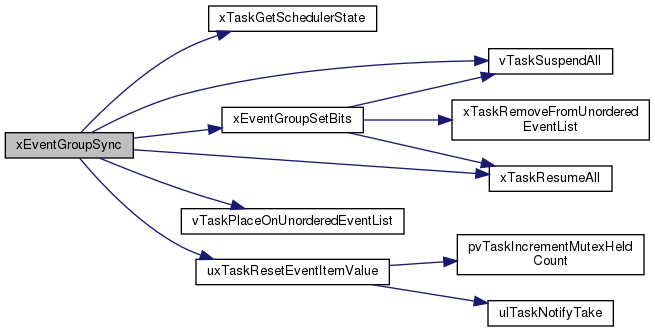 xTaskGetSchedulerState
vTaskSuspendAll
xEventGroupSetBits
xTaskRemoveFromUnordered
EventList
xEventGroupSync
xTaskResumeAll
vTaskPlaceOnUnorderedEventList
pvTaskIncrementMutexHeld
Count
uxTaskResetEventItemValue
ulTaskNotifyTake